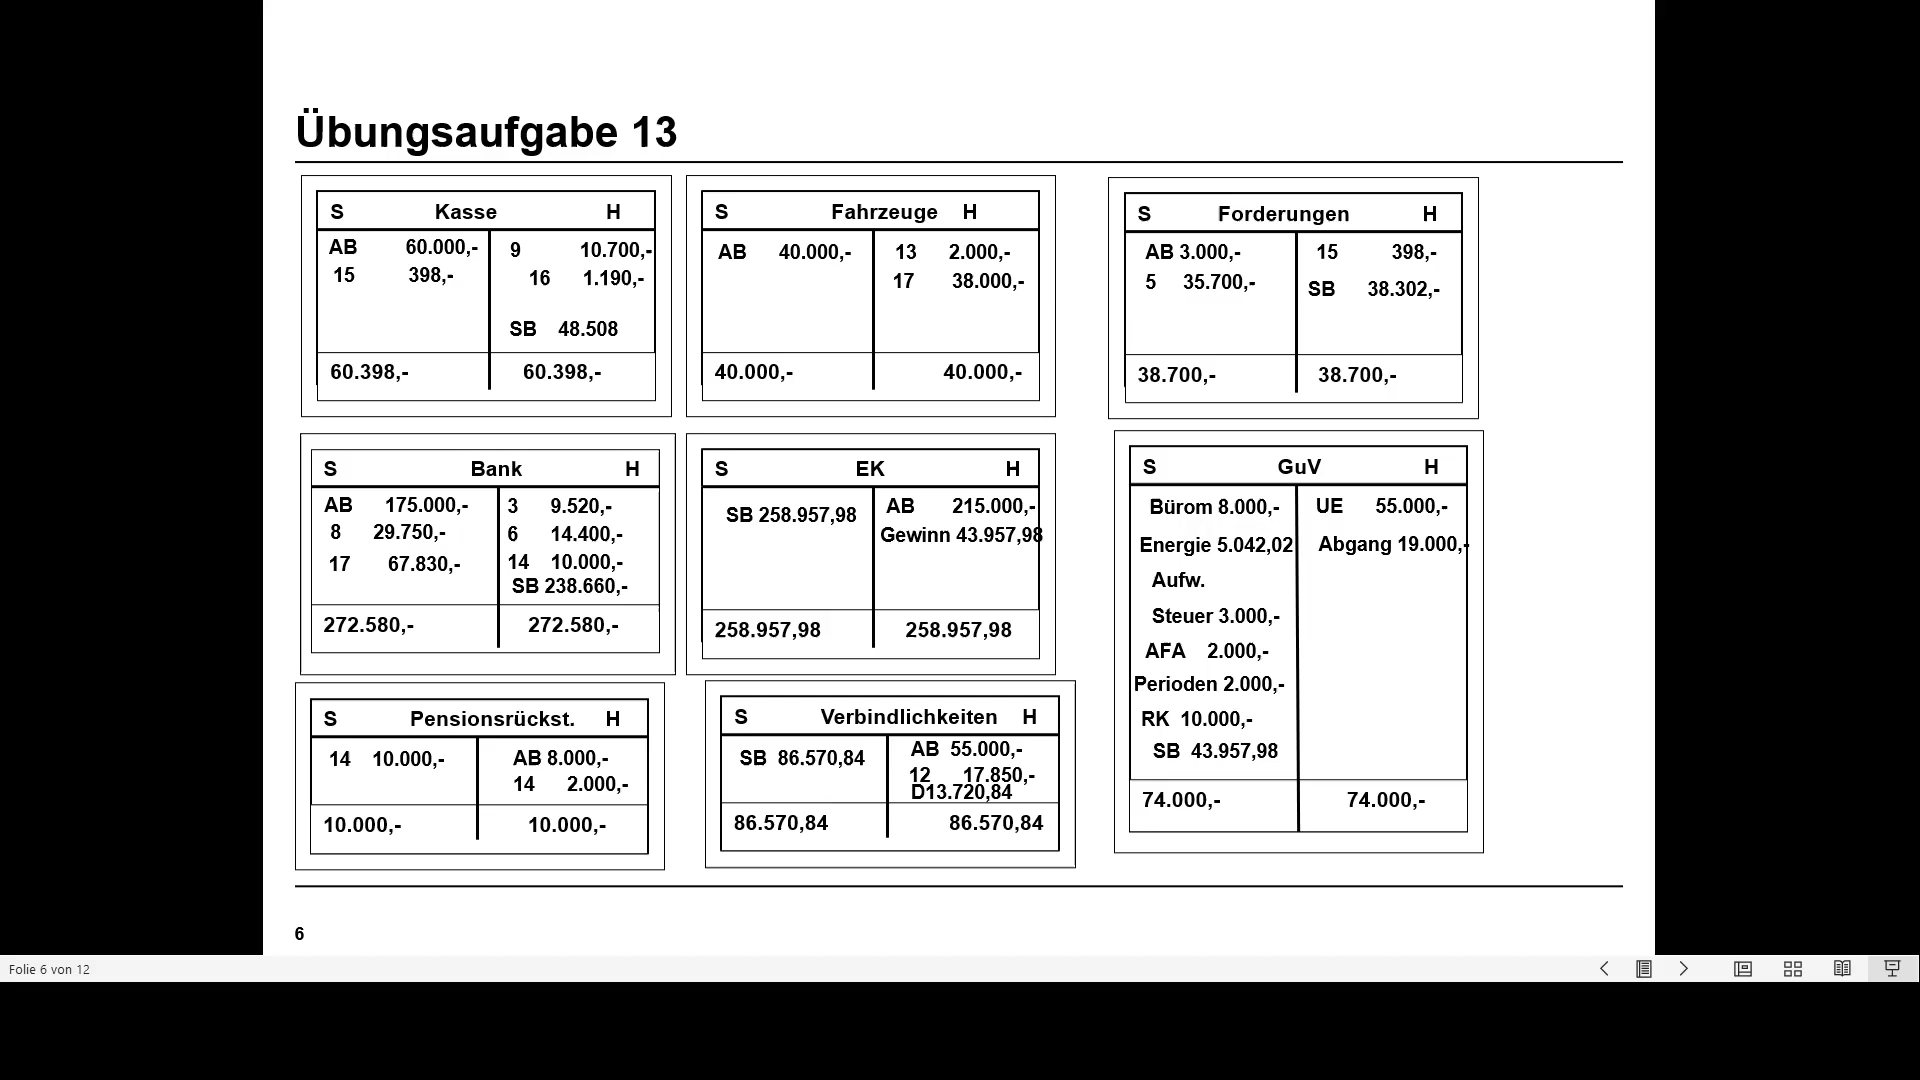 Übungsaufgabe 13
S Kasse H
AB 60.000,- 9 10.700,-
15 398,- 16 1.190,-
SB 48.508
60.398,- 60.398,-
S Fahrzeuge H
AB 40.000,- 13 2.000,-
17 38.000,-
40.000,- 40.000,-
S Forderungen H
AB 3.000,- 15 398,-
5 35.700,- SB 38.302,-
38.700,- 38.700,-
S Bank H
AB 175.000,- 3 9.520,-
8 29.750,- 6 14.400,-
17 67.830,- 14 10.000,-
SB 238.660,-
272.580,- 272.580,-
S EK H
SB 258.957,98 AB 215.000,-
Gewinn 43.957,98
258.957,98 258.957,98
S GuV H
Bürom 8.000,- UE 55.000,-
Energie 5.042,02 Abgang 19.000,-
Aufw.
Steuer 3.000,-
AFA 2.000,-
Perioden 2.000,-
RK 10.000,-
SB 43.957,98
74.000,- 74.000,-
S Pensionsrückst. H
14 10.000,- AB 8.000,-
14 2.000,-
10.000,- 10.000,-
S Verbindlichkeiten H
SB 86.570,84 AB 55.000,-
12 17.850,-
D13.720,84
86.570,84 86.570,84
6
Folie 6 von 12